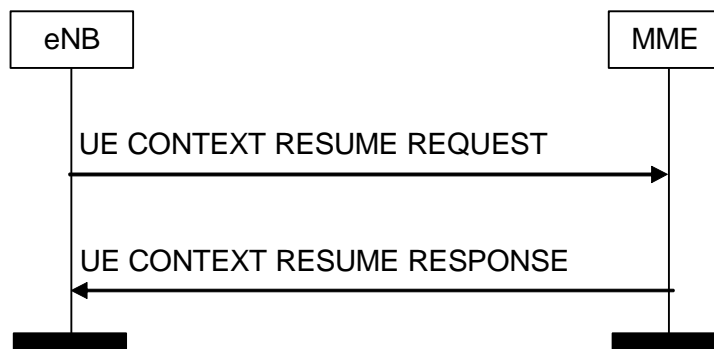 eNB
MME
UE CONTEXT RESUME REQUEST
UE CONTEXT RESUME RESPONSE